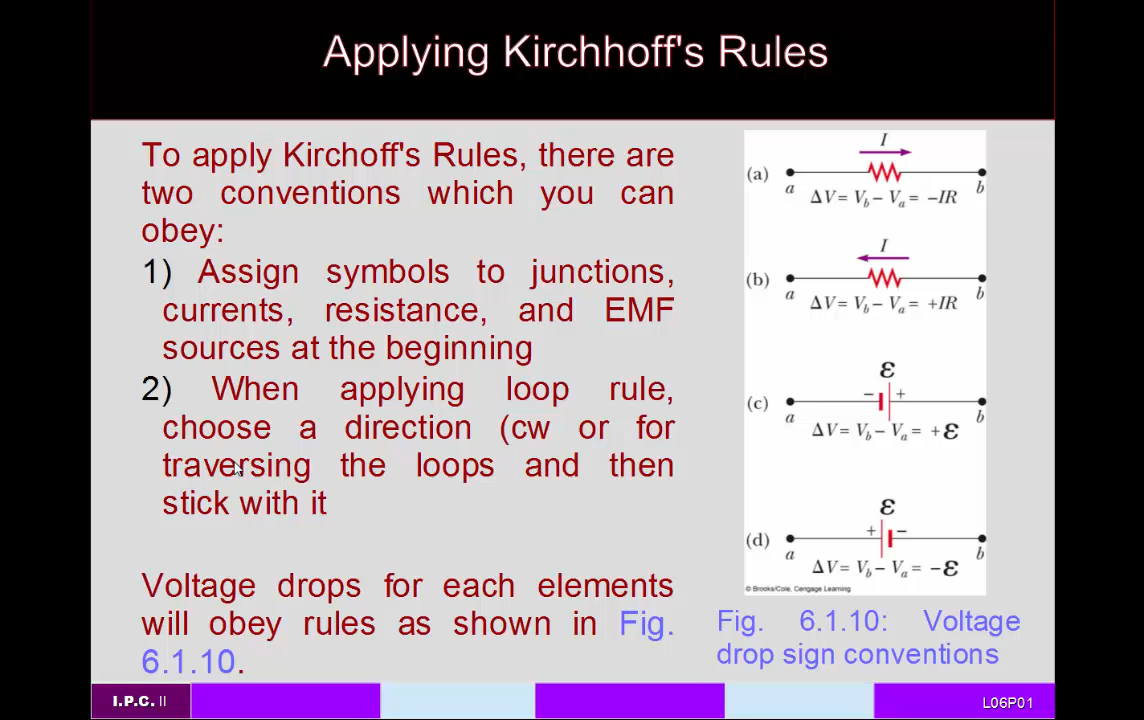 Applying Kirchhoff's Rules
To apply Kirchoff's Rules, there are
two conventions which you can
obey:
1) Assign symbols to junctions,
currents, resistance, and EMF
sources at the beginning
2) When applying loop rule,
choose a direction (cw or for
traversing the loops and then
stick with it
Voltage drops for each elements
will obey rules as shown in Fig.
6.1.10.
I
(a)
a b
ΔV = V_b − V_a = −IR
I
(b)
a b
ΔV = V_b − V_a = +IR
ε
(c) − +
a b
ΔV = V_b − V_a = +ε
ε
(d) + −
a b
ΔV = V_b − V_a = −ε
© Brooks/Cole, Cengage Learning
Fig. 6.1.10: Voltage
drop sign conventions
I.P.C. II
L06P01